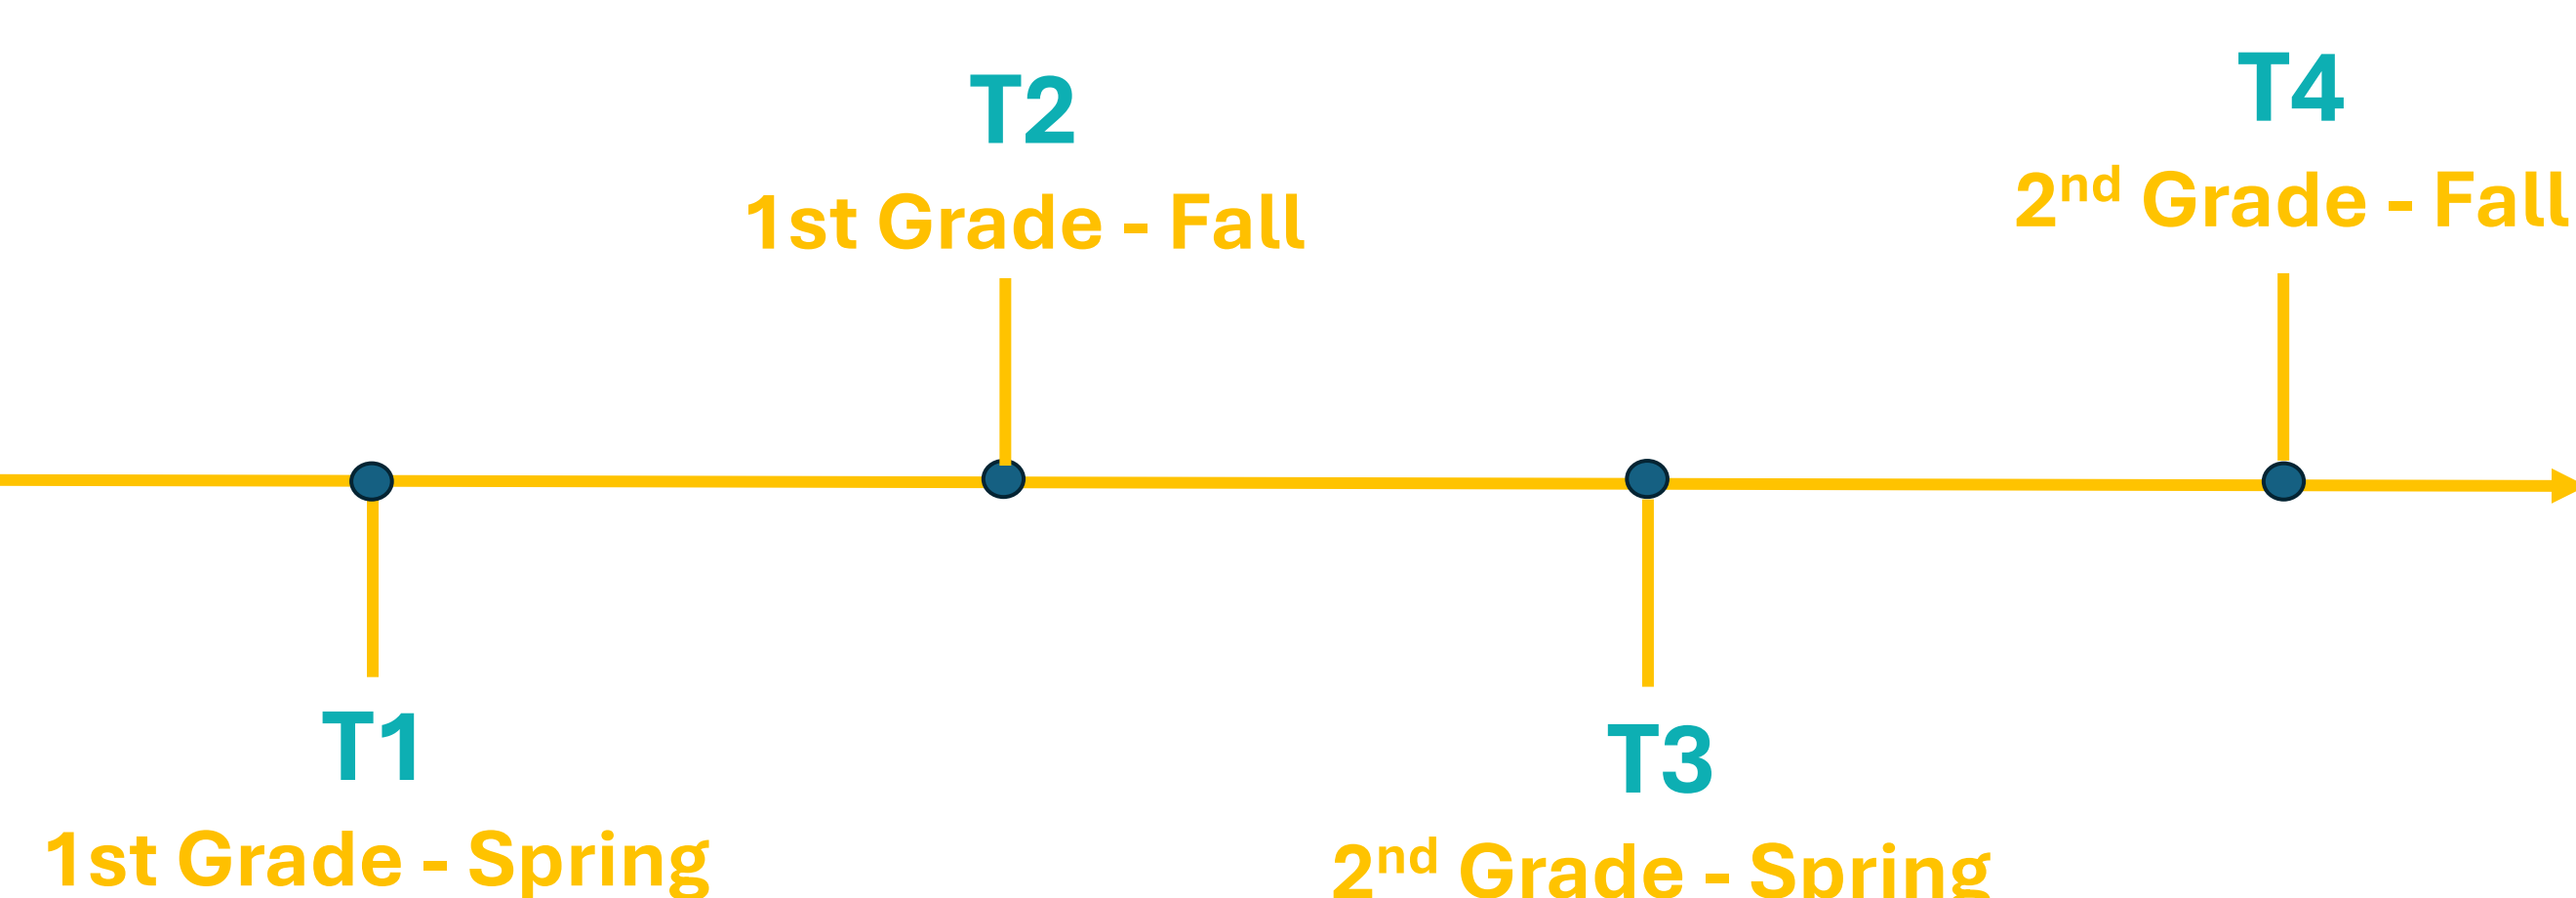 T2
1st Grade - Fall
T4
2nd Grade - Fall
T1
1st Grade - Spring
T3
2nd Grade - Spring